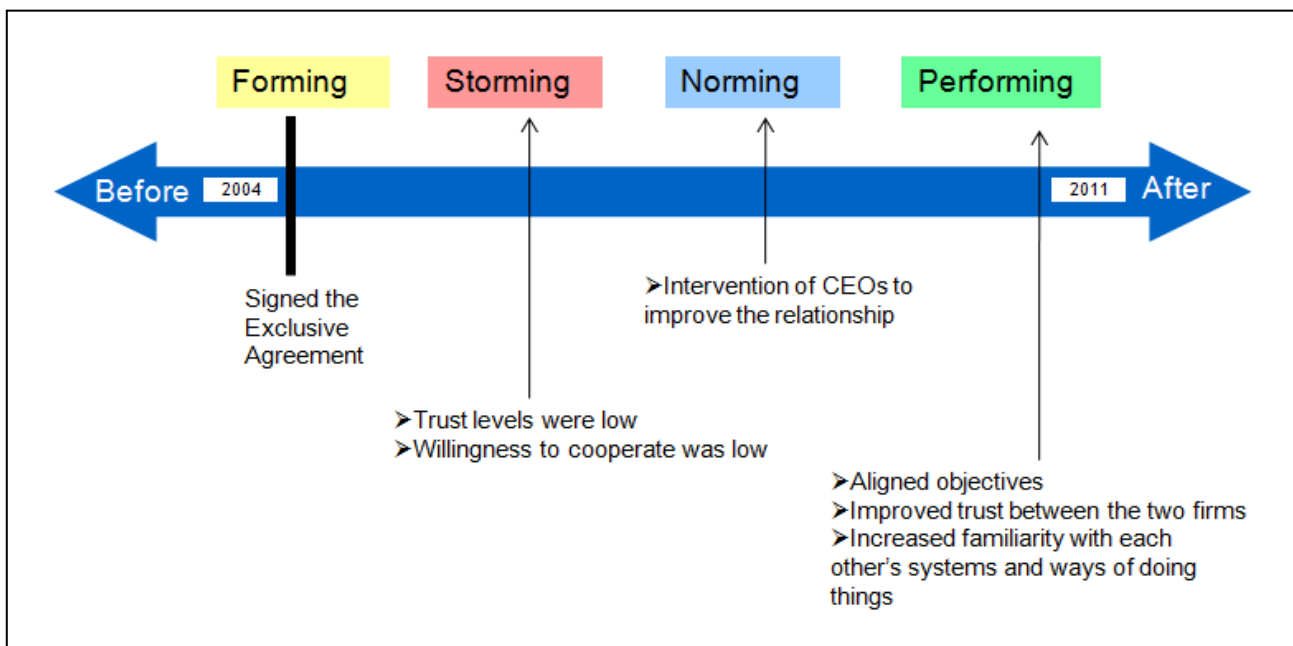 Forming
Storming
Norming
Performing
Before
2004
2011
After
Signed the
Exclusive
Agreement
➤Intervention of CEOs to
improve the relationship
➤Trust levels were low
➤Willingness to cooperate was low
➤Aligned objectives
➤Improved trust between the two firms
➤Increased familiarity with each
other’s systems and ways of doing
things